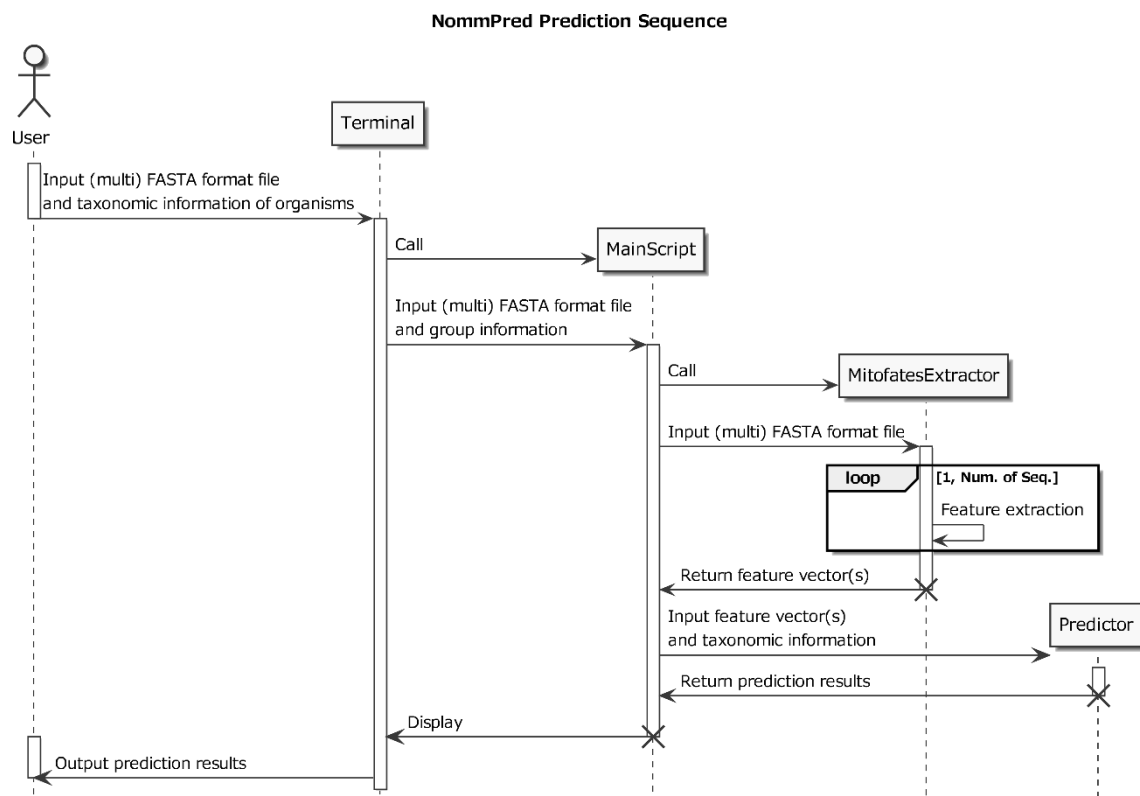 NommPred Prediction Sequence
User
Terminal
Input (multi) FASTA format file
and taxonomic information of organisms
Call
MainScript
Input (multi) FASTA format file
and group information
Call
MitofatesExtractor
Input (multi) FASTA format file
loop
[1, Num. of Seq.]
Feature extraction
Return feature vector(s)
Input feature vector(s)
and taxonomic information
Predictor
Return prediction results
Display
Output prediction results